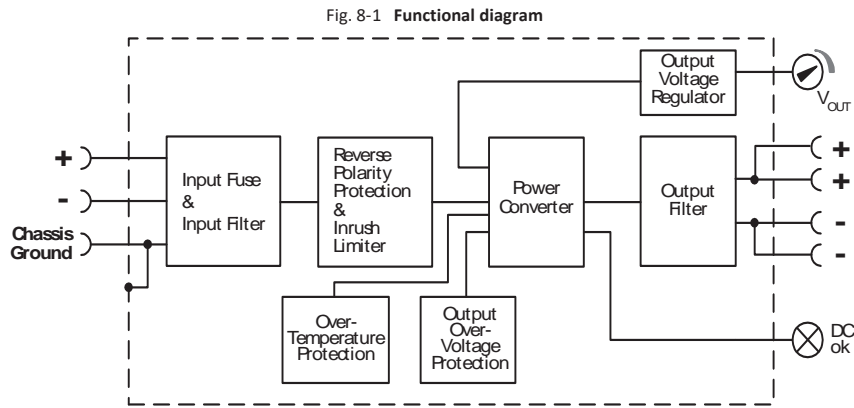 Fig. 8-1 Functional diagram
Output
Voltage
Regulator
VOUT
+
-
Chassis
Ground
Input Fuse
&
Input Filter
Reverse
Polarity
Protection
&
Inrush
Limiter
Power
Converter
Output
Filter
+
+
-
-
Over-
Temperature
Protection
Output
Over-
Voltage
Protection
DC
ok